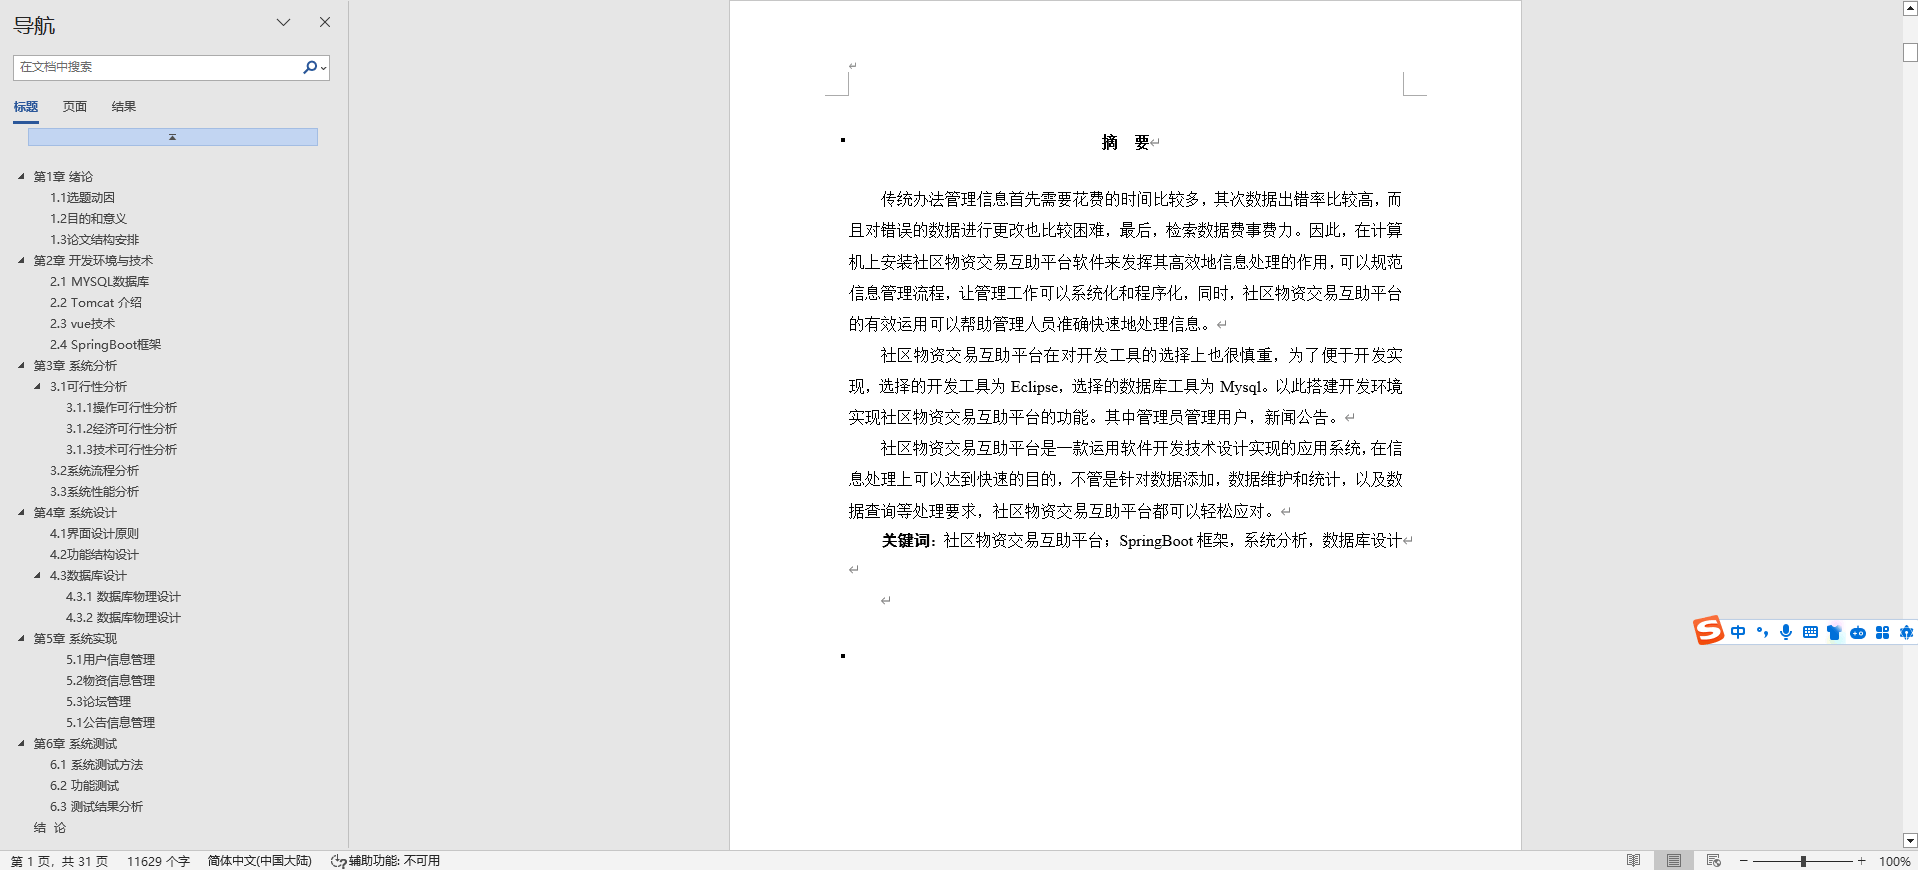 导航
在文档中搜索
标题 页面 结果
第1章 绪论
1.1选题动因
1.2目的和意义
1.3论文结构安排
第2章 开发环境与技术
2.1 MYSQL数据库
2.2 Tomcat 介绍
2.3 vue技术
2.4 SpringBoot框架
第3章 系统分析
3.1可行性分析
3.1.1操作可行性分析
3.1.2经济可行性分析
3.1.3技术可行性分析
3.2系统流程分析
3.3系统性能分析
第4章 系统设计
4.1界面设计原则
4.2功能结构设计
4.3数据库设计
4.3.1 数据库物理设计
4.3.2 数据库物理设计
第5章 系统实现
5.1用户信息管理
5.2物资信息管理
5.3论坛管理
5.1公告信息管理
第6章 系统测试
6.1 系统测试方法
6.2 功能测试
6.3 测试结果分析
结 论
摘 要
传统办法管理信息首先需要花费的时间比较多，其次数据出错率比较高，而
且对错误的数据进行更改也比较困难，最后，检索数据费事费力。因此，在计算
机上安装社区物资交易互助平台软件来发挥其高效地信息处理的作用，可以规范
信息管理流程，让管理工作可以系统化和程序化，同时，社区物资交易互助平台
的有效运用可以帮助管理人员准确快速地处理信息。
社区物资交易互助平台在对开发工具的选择上也很慎重，为了便于开发实
现，选择的开发工具为 Eclipse，选择的数据库工具为 Mysql。以此搭建开发环境
实现社区物资交易互助平台的功能。其中管理员管理用户，新闻公告。
社区物资交易互助平台是一款运用软件开发技术设计实现的应用系统，在信
息处理上可以达到快速的目的，不管是针对数据添加，数据维护和统计，以及数
据查询等处理要求，社区物资交易互助平台都可以轻松应对。
关键词：社区物资交易互助平台；SpringBoot 框架，系统分析，数据库设计
中
第 1 页，共 31 页 11629 个字 简体中文(中国大陆) 辅助功能: 不可用 100%